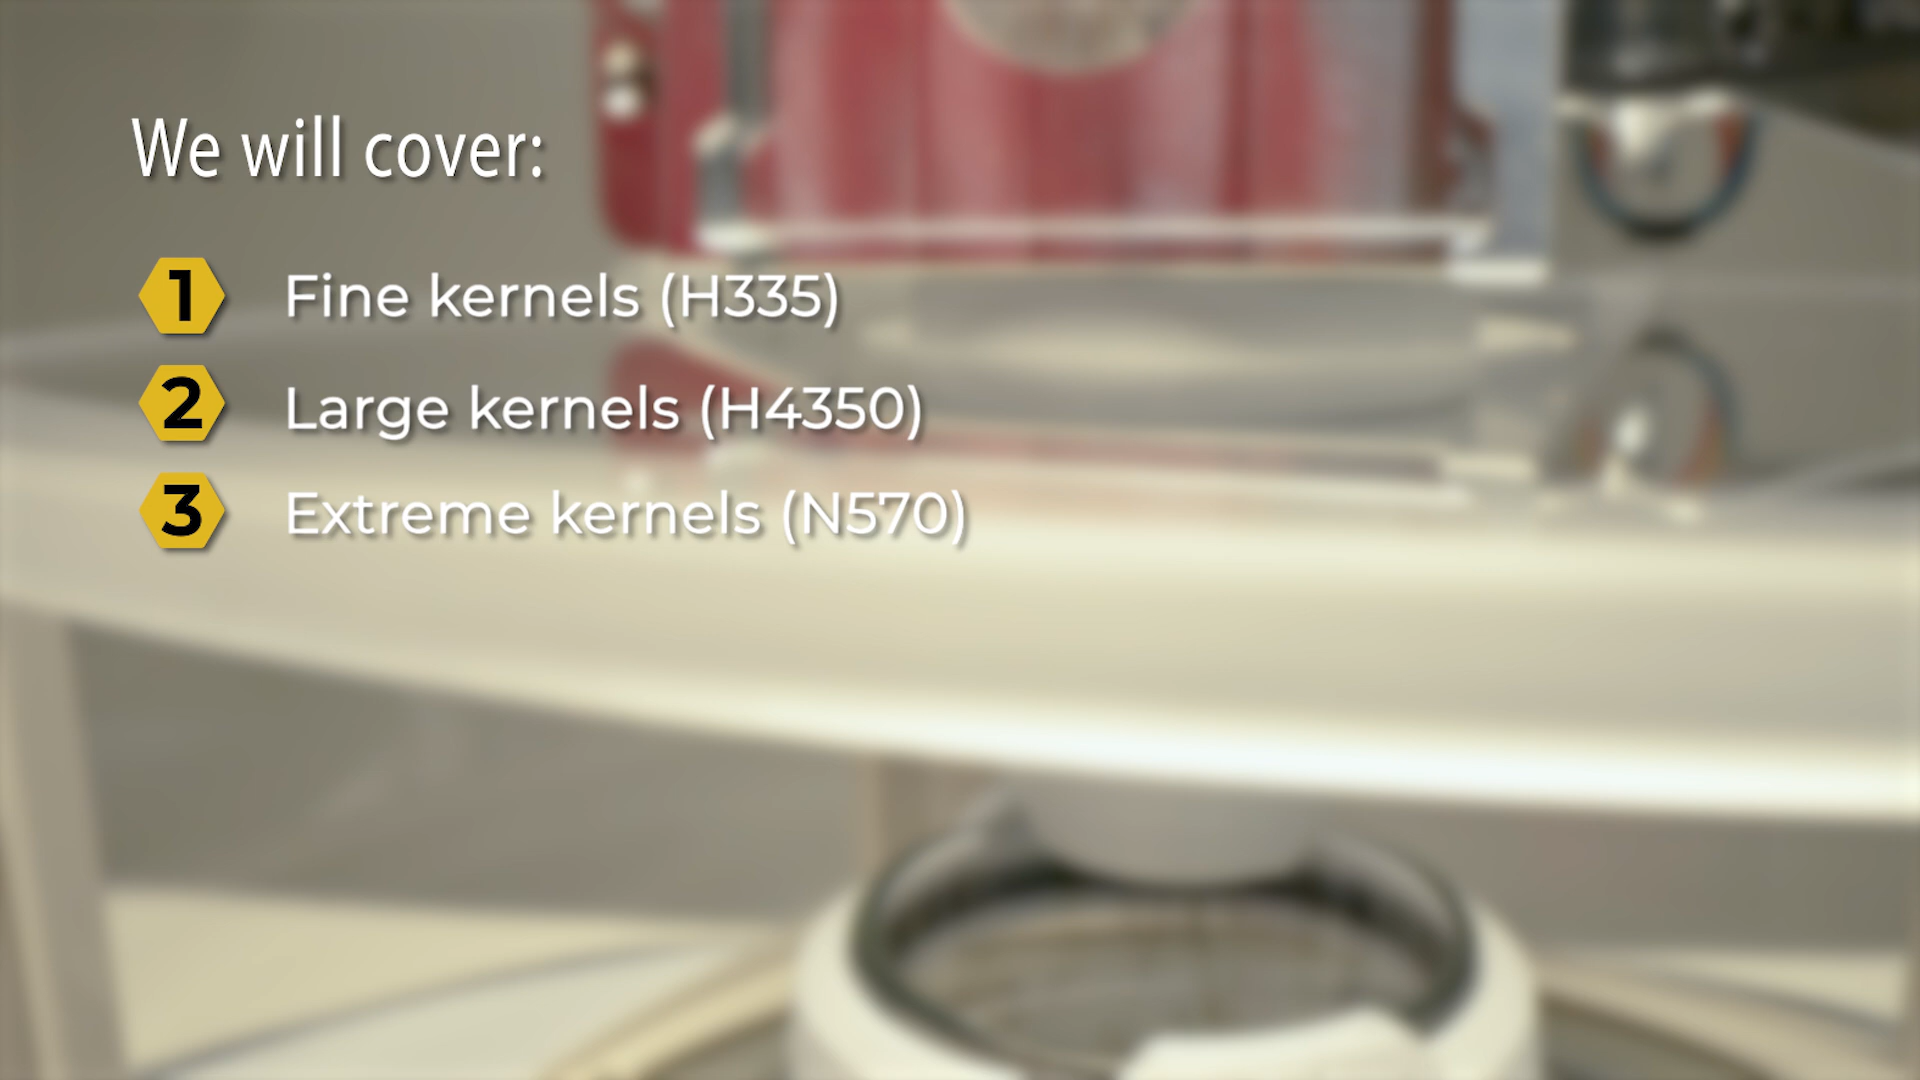 We will cover:
1 Fine kernels (H335)
2 Large kernels (H4350)
3 Extreme kernels (N570)